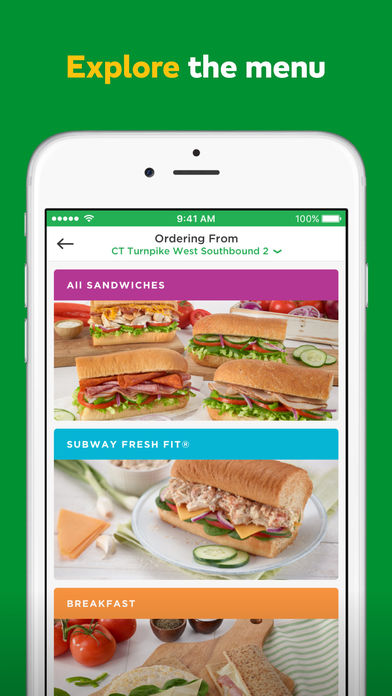 Explore the menu
9:41 AM
100%
Ordering From
CT Turnpike West Southbound 2
All SANDWICHES
SUBWAY FRESH FIT®
BREAKFAST